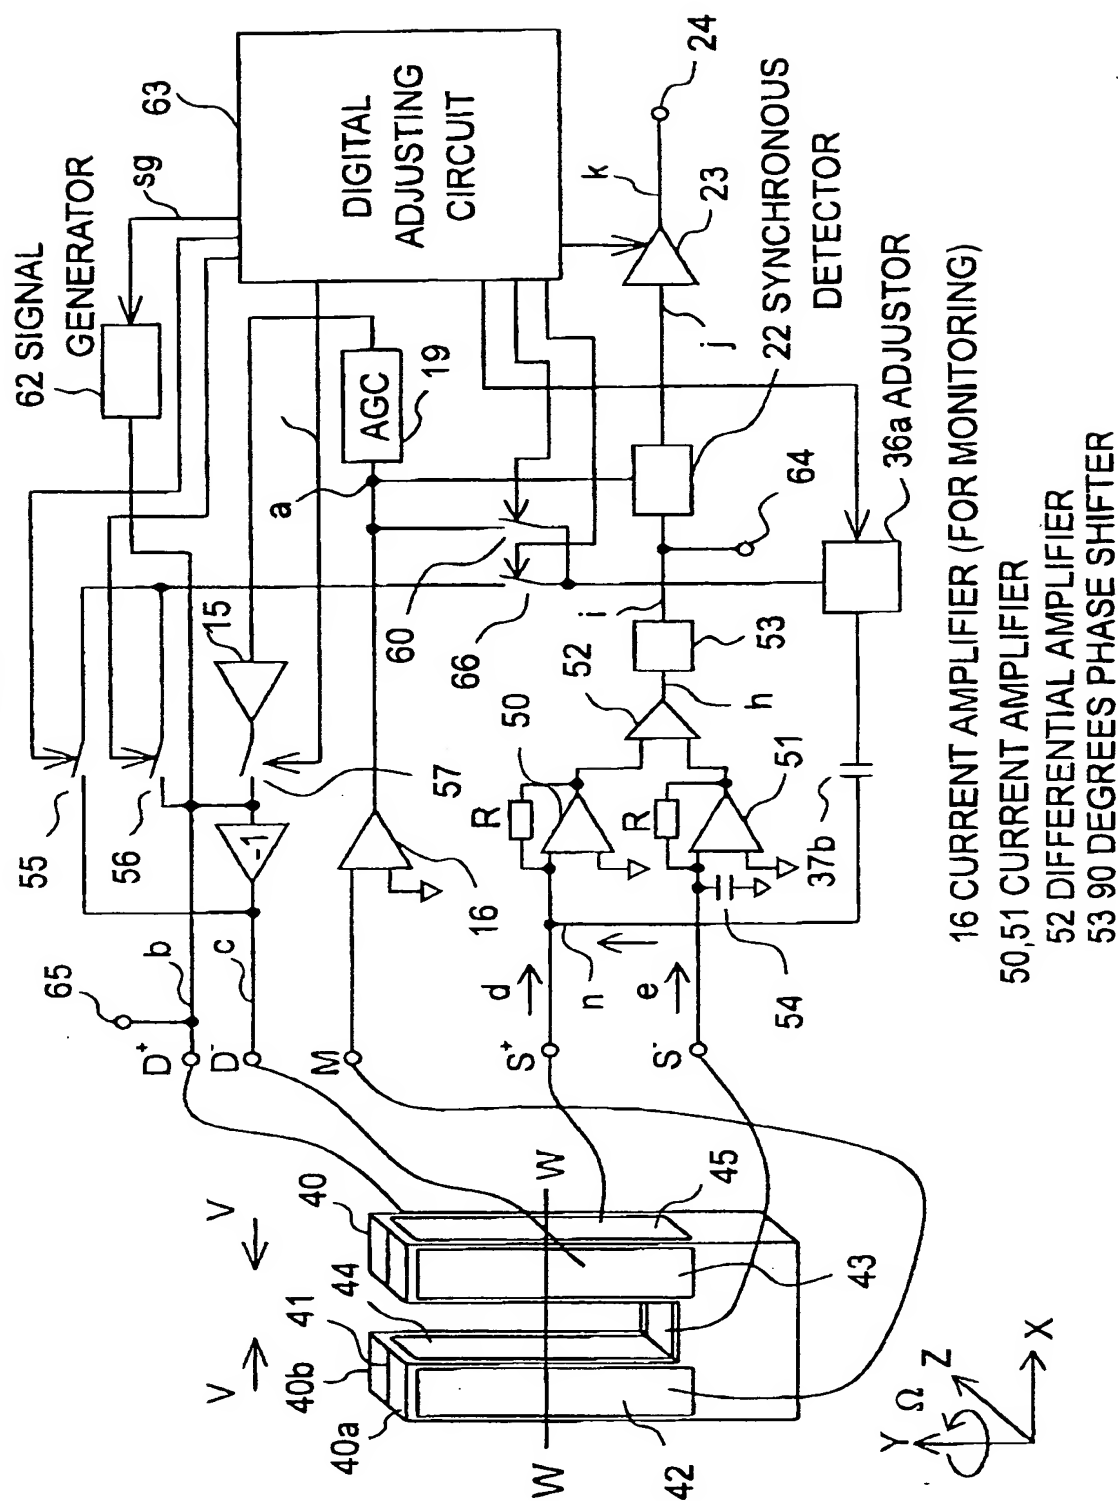 62 SIGNAL
GENERATOR
sg
63
DIGITAL
ADJUSTING
CIRCUIT
65
55
56
15
a
AGC
19
b
c
-1
57
60
66
24
k
23
j
22 SYNCHRONOUS
DETECTOR
64
i
53
52
h
50
51
R
R
16
D+
D-
M
S+
S-
d
e
n
54
37b
36a ADJUSTOR
V
V
40
41
44
40b
40a
W
W
45
43
42
Y
Ω
Z
X
16 CURRENT AMPLIFIER (FOR MONITORING)
50,51 CURRENT AMPLIFIER
52 DIFFERENTIAL AMPLIFIER
53 90 DEGREES PHASE SHIFTER